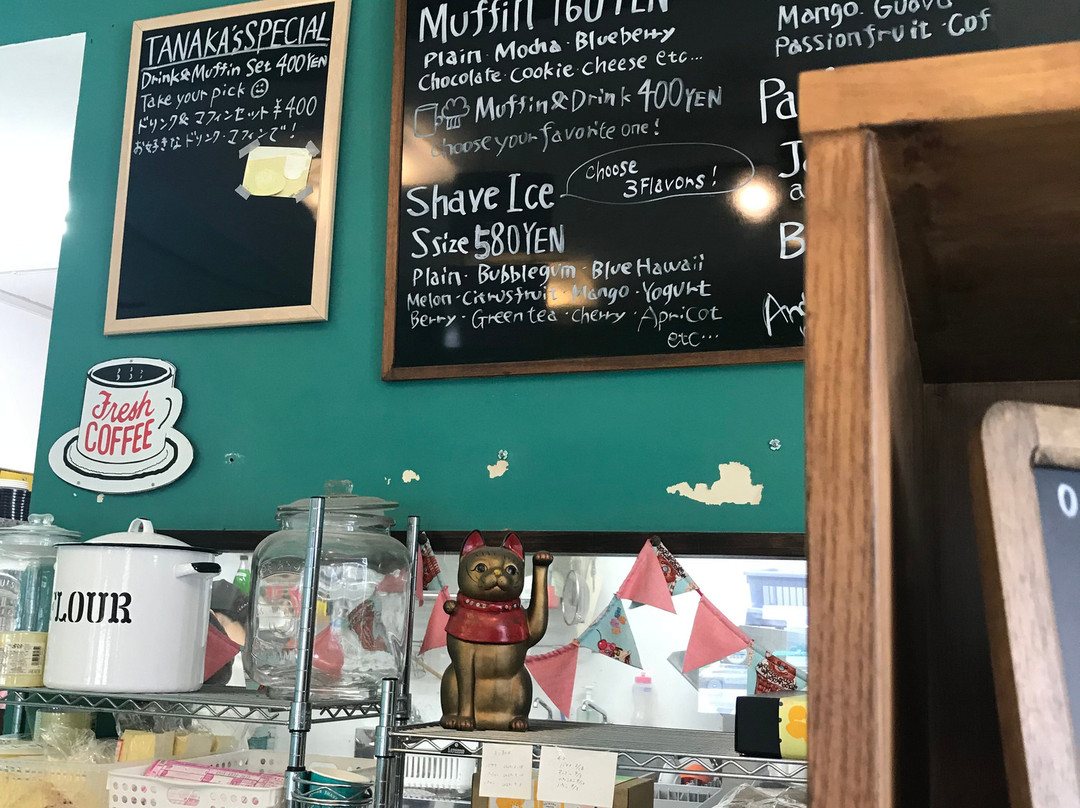 TANAKA'S SPECIAL
Drink & Muffin Set 400YEN
Take your pick ☺
ドリンク&マフィンセット ¥400
お好きなドリンク・マフィンで!
Muffin 160YEN
Plain・Mocha・Blueberry
Chocolate・Cookie・Cheese etc...
Muffin & Drink 400YEN
Choose your favorite one!
Choose
3 Flavors!
Shave Ice
S size 580YEN
Plain・Bubblegum・Blue Hawaii
Melon・Citrusfruit・Mango・Yogurt
Berry・Green tea・Cherry・Apricot
etc...
Mango・Guava
Passionfruit・Cof
Pa
J
a
B
An
Fresh
COFFEE
LOUR
O